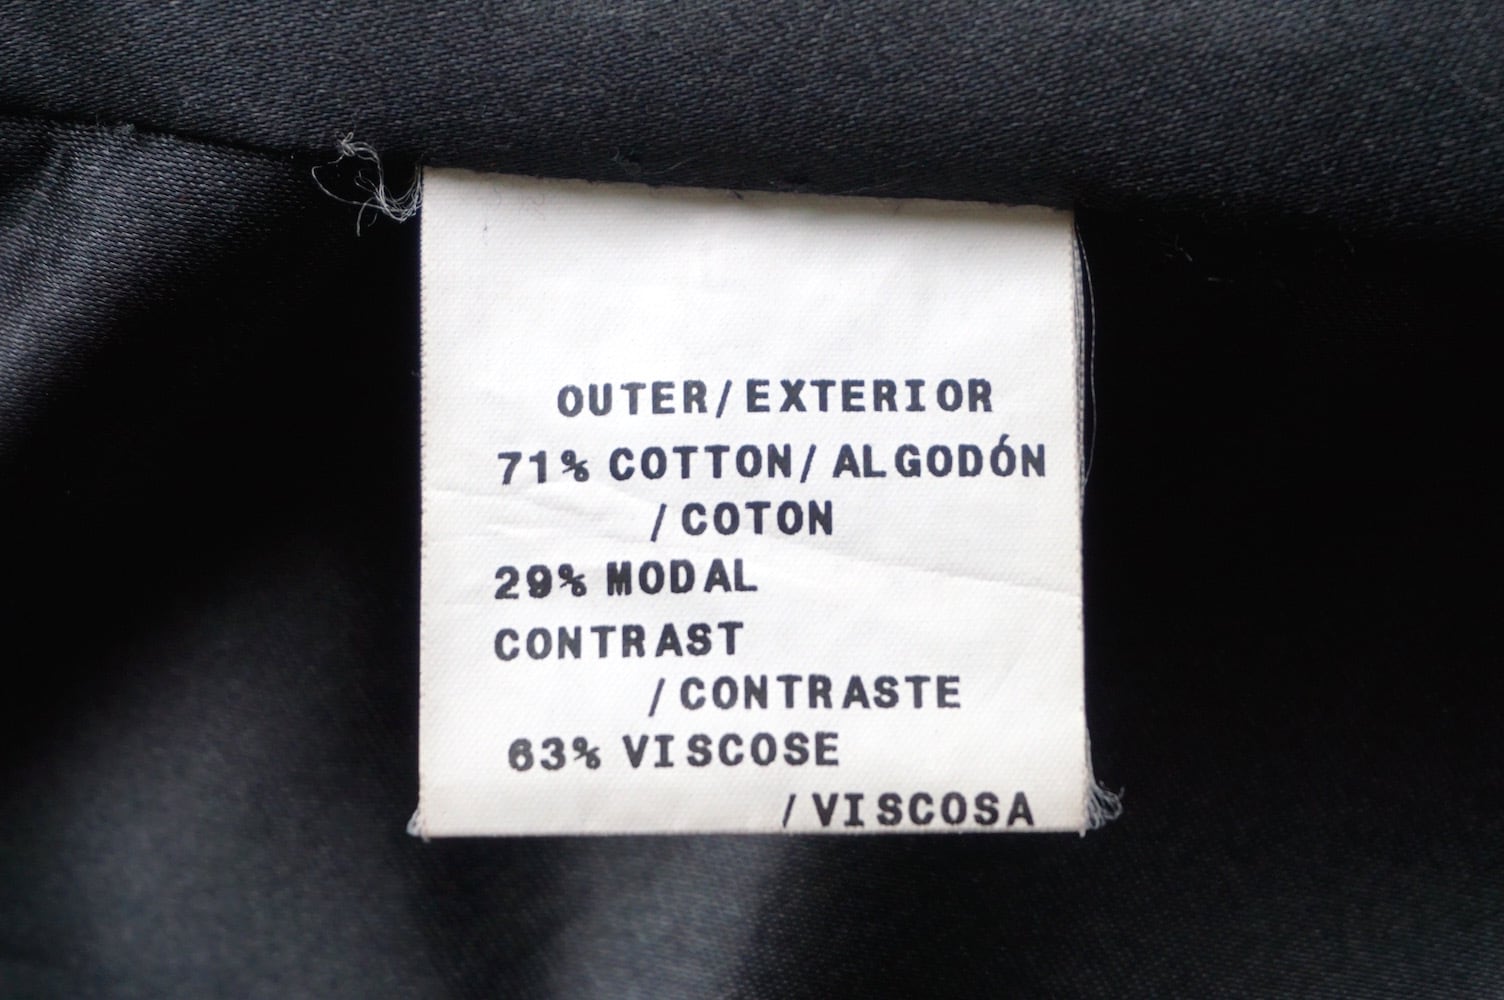 OUTER/EXTERIOR
71% COTTON/ALGODÓN
/COTON
29% MODAL
CONTRAST
/CONTRASTE
63% VISCOSE
/VISCOSA